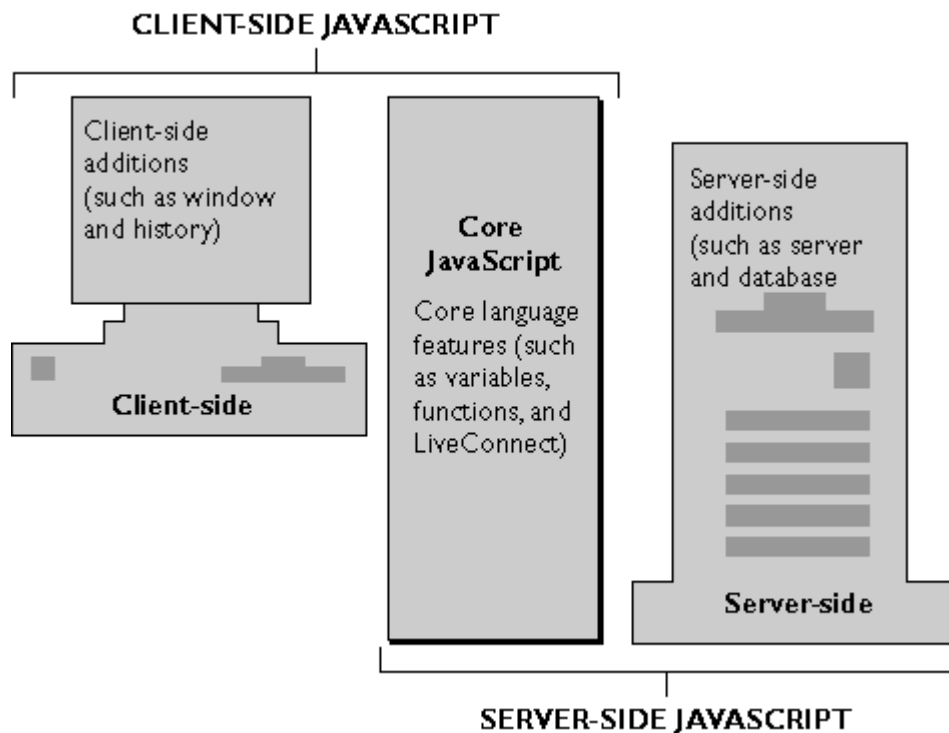 CLIENT-SIDE JAVASCRIPT
Client-side
additions
(such as window
and history)
Client-side
Core
JavaScript
Core language
features (such
as variables,
functions, and
LiveConnect)
Server-side
additions
(such as server
and database
Server-side
SERVER-SIDE JAVASCRIPT